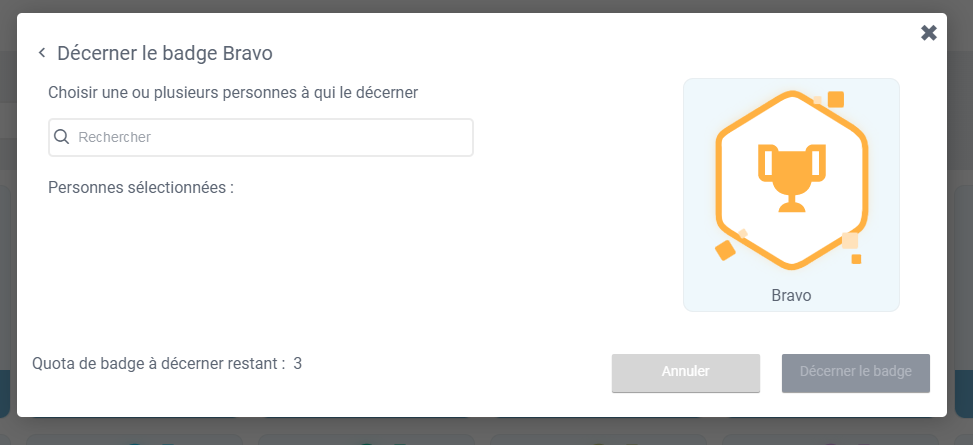 Décerner le badge Bravo
Choisir une ou plusieurs personnes à qui le décerner
Rechercher
Personnes sélectionnées :
Bravo
Quota de badge à décerner restant : 3
Annuler
Décerner le badge